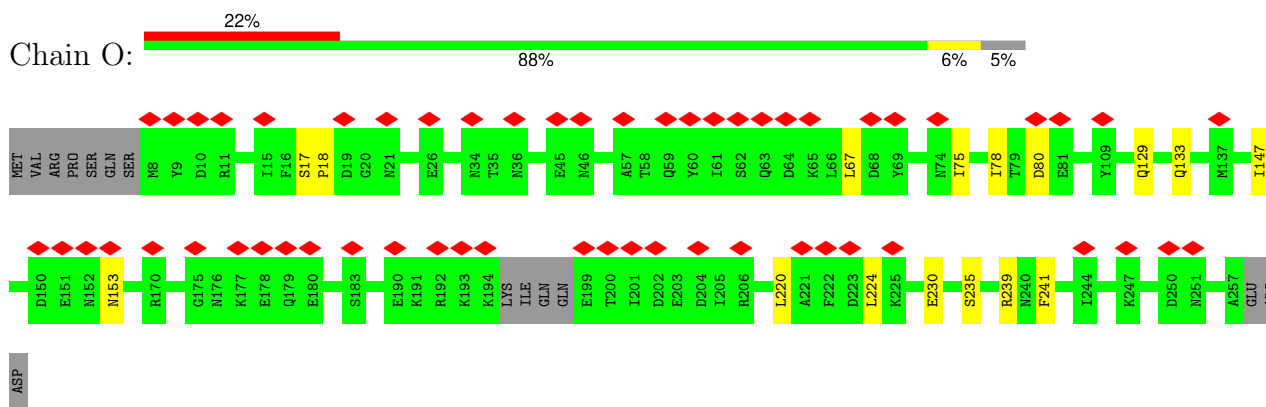 22%
Chain O:
88% 6% 5%
MET VAL ARG PRO SER GLN SER M8 Y9 D10 R11 I15 F16 S17 P18 D19 G20 N21 E26 N34 T35 N36 E45 N46 A57 T58 Q59 Y60 I61 S62 Q63 D64 K65 L66 L67 D68 Y69 N74 I75 I78 T79 D80 E81 Y109 Q129 Q133 M137 I147
D150 E151 N152 N153 R170 G175 N176 K177 E178 Q179 E180 S183 E190 K191 R192 K193 K194 LYS ILE GLN GLN E199 T200 I201 D202 E203 D204 I205 R206 L220 A221 F222 D223 L224 K225 E230 S235 R239 N240 F241 I244 K247 D250 N251 A257 GLU
ASP